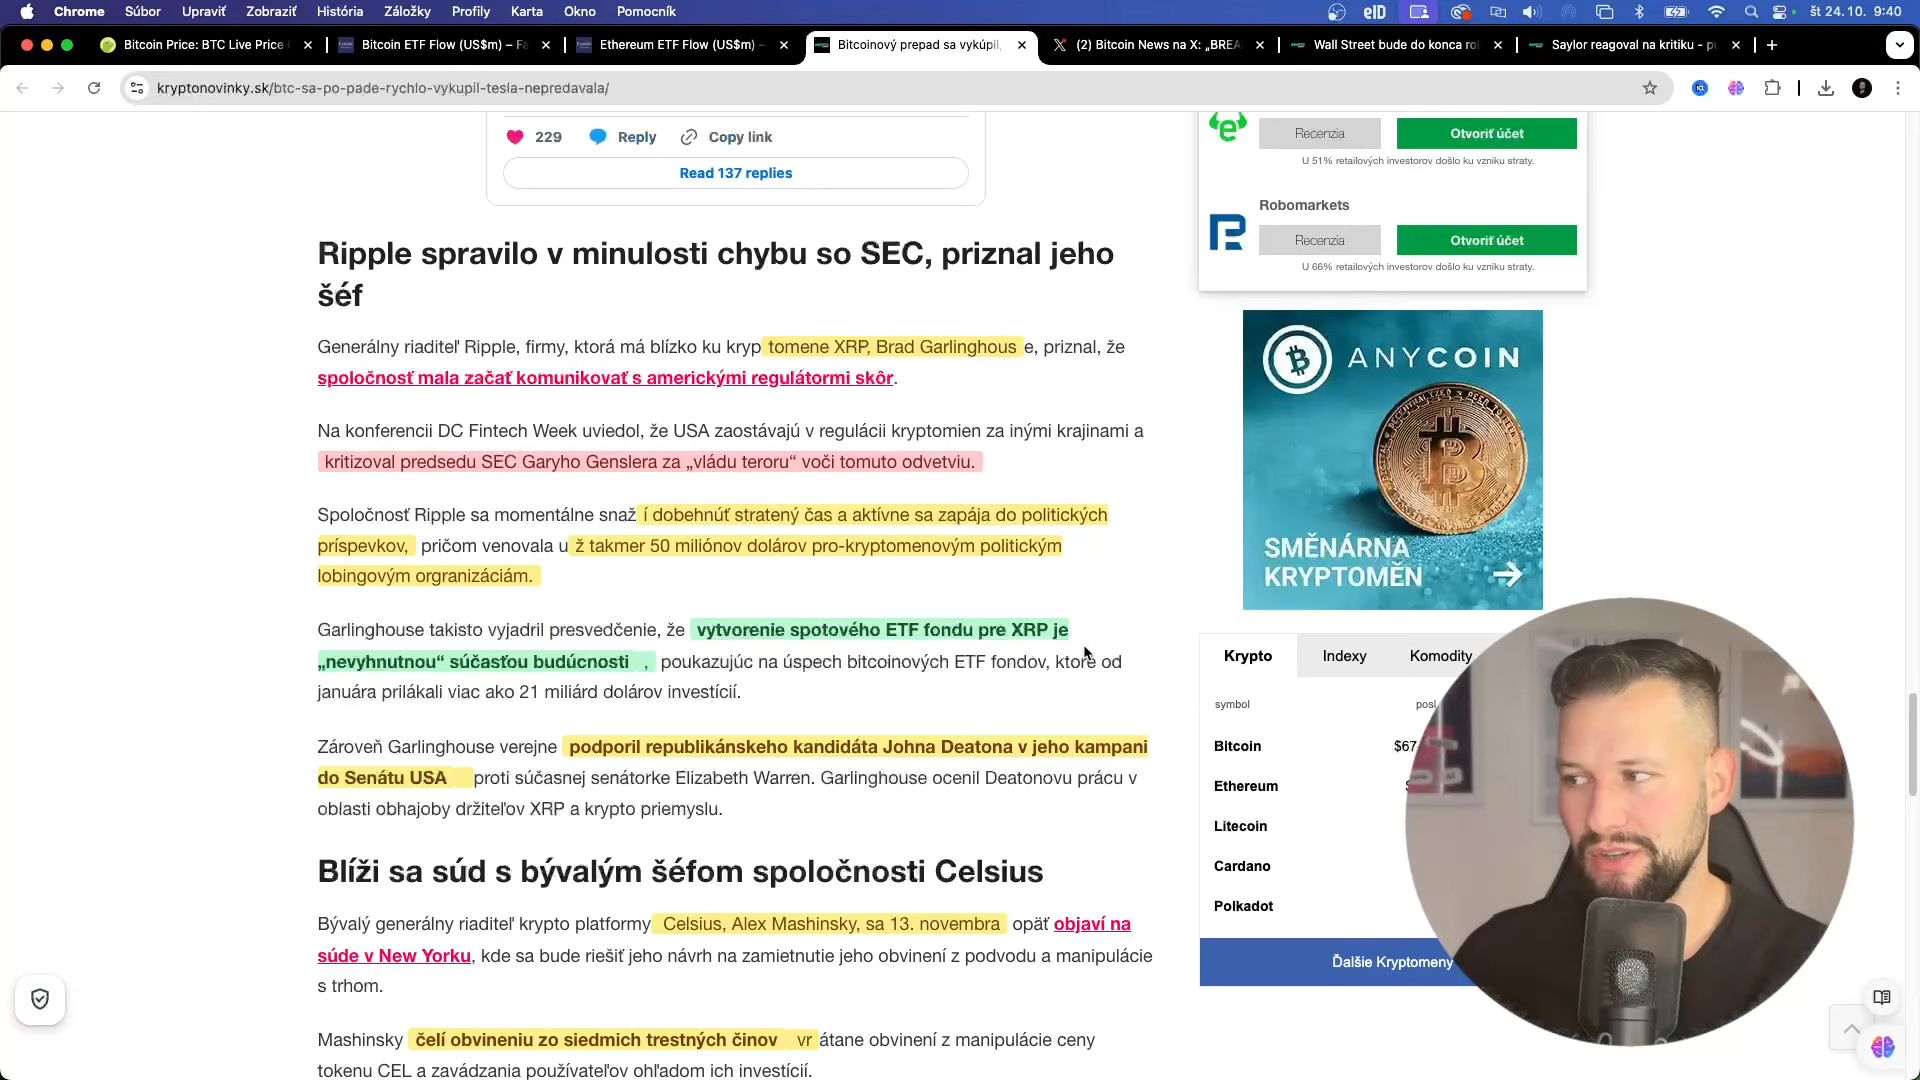 Chrome Súbor Upraviť Zobraziť História Záložky Profily Karta Okno Pomocník
eID
št 24. 10. 9:40
Bitcoin Price: BTC Live Price
Bitcoin ETF Flow (US$m) – Fa
Ethereum ETF Flow (US$m) –
Bitcoinový prepad sa vykúpil,
(2) Bitcoin News na X: „BREA
Wall Street bude do konca ro
Saylor reagoval na kritiku - p
kryptonovinky.sk/btc-sa-po-pade-rychlo-vykupil-tesla-nepredavala/
229 Reply Copy link
Read 137 replies
Ripple spravilo v minulosti chybu so SEC, priznal jeho
šéf
Generálny riaditeľ Ripple, firmy, ktorá má blízko ku kryp tomene XRP, Brad Garlinghous e, priznal, že
spoločnosť mala začať komunikovať s americkými regulátormi skôr.
Na konferencii DC Fintech Week uviedol, že USA zaostávajú v regulácii kryptomien za inými krajinami a
kritizoval predsedu SEC Garyho Genslera za „vládu teroru“ voči tomuto odvetviu.
Spoločnosť Ripple sa momentálne snaž í dobehnúť stratený čas a aktívne sa zapája do politických
príspevkov, pričom venovala u ž takmer 50 miliónov dolárov pro-kryptomenovým politickým
lobingovým orgranizáciám.
Garlinghouse takisto vyjadril presvedčenie, že vytvorenie spotového ETF fondu pre XRP je
„nevyhnutnou“ súčasťou budúcnosti , poukazujúc na úspech bitcoinových ETF fondov, ktoré od
januára prilákali viac ako 21 miliárd dolárov investícií.
Zároveň Garlinghouse verejne podporil republikánskeho kandidáta Johna Deatona v jeho kampani
do Senátu USA proti súčasnej senátorke Elizabeth Warren. Garlinghouse ocenil Deatonovu prácu v
oblasti obhajoby držiteľov XRP a krypto priemyslu.
Blíži sa súd s bývalým šéfom spoločnosti Celsius
Bývalý generálny riaditeľ krypto platformy Celsius, Alex Mashinsky, sa 13. novembra opäť objaví na
súde v New Yorku, kde sa bude riešiť jeho návrh na zamietnutie jeho obvinení z podvodu a manipulácie
s trhom.
Mashinsky čelí obvineniu zo siedmich trestných činov vr átane obvinení z manipulácie ceny
tokenu CEL a zavádzania používateľov ohľadom ich investícií.
Recenzia Otvoriť účet
U 51% retailových investorov došlo ku vzniku straty.
Robomarkets
Recenzia Otvoriť účet
U 66% retailových investorov došlo ku vzniku straty.
ANYCOIN
SMĚNÁRNA
KRYPTOMĚN
Krypto Indexy Komodity
symbol posl
Bitcoin $67
Ethereum $
Litecoin
Cardano
Polkadot
Ďalšie Kryptomeny